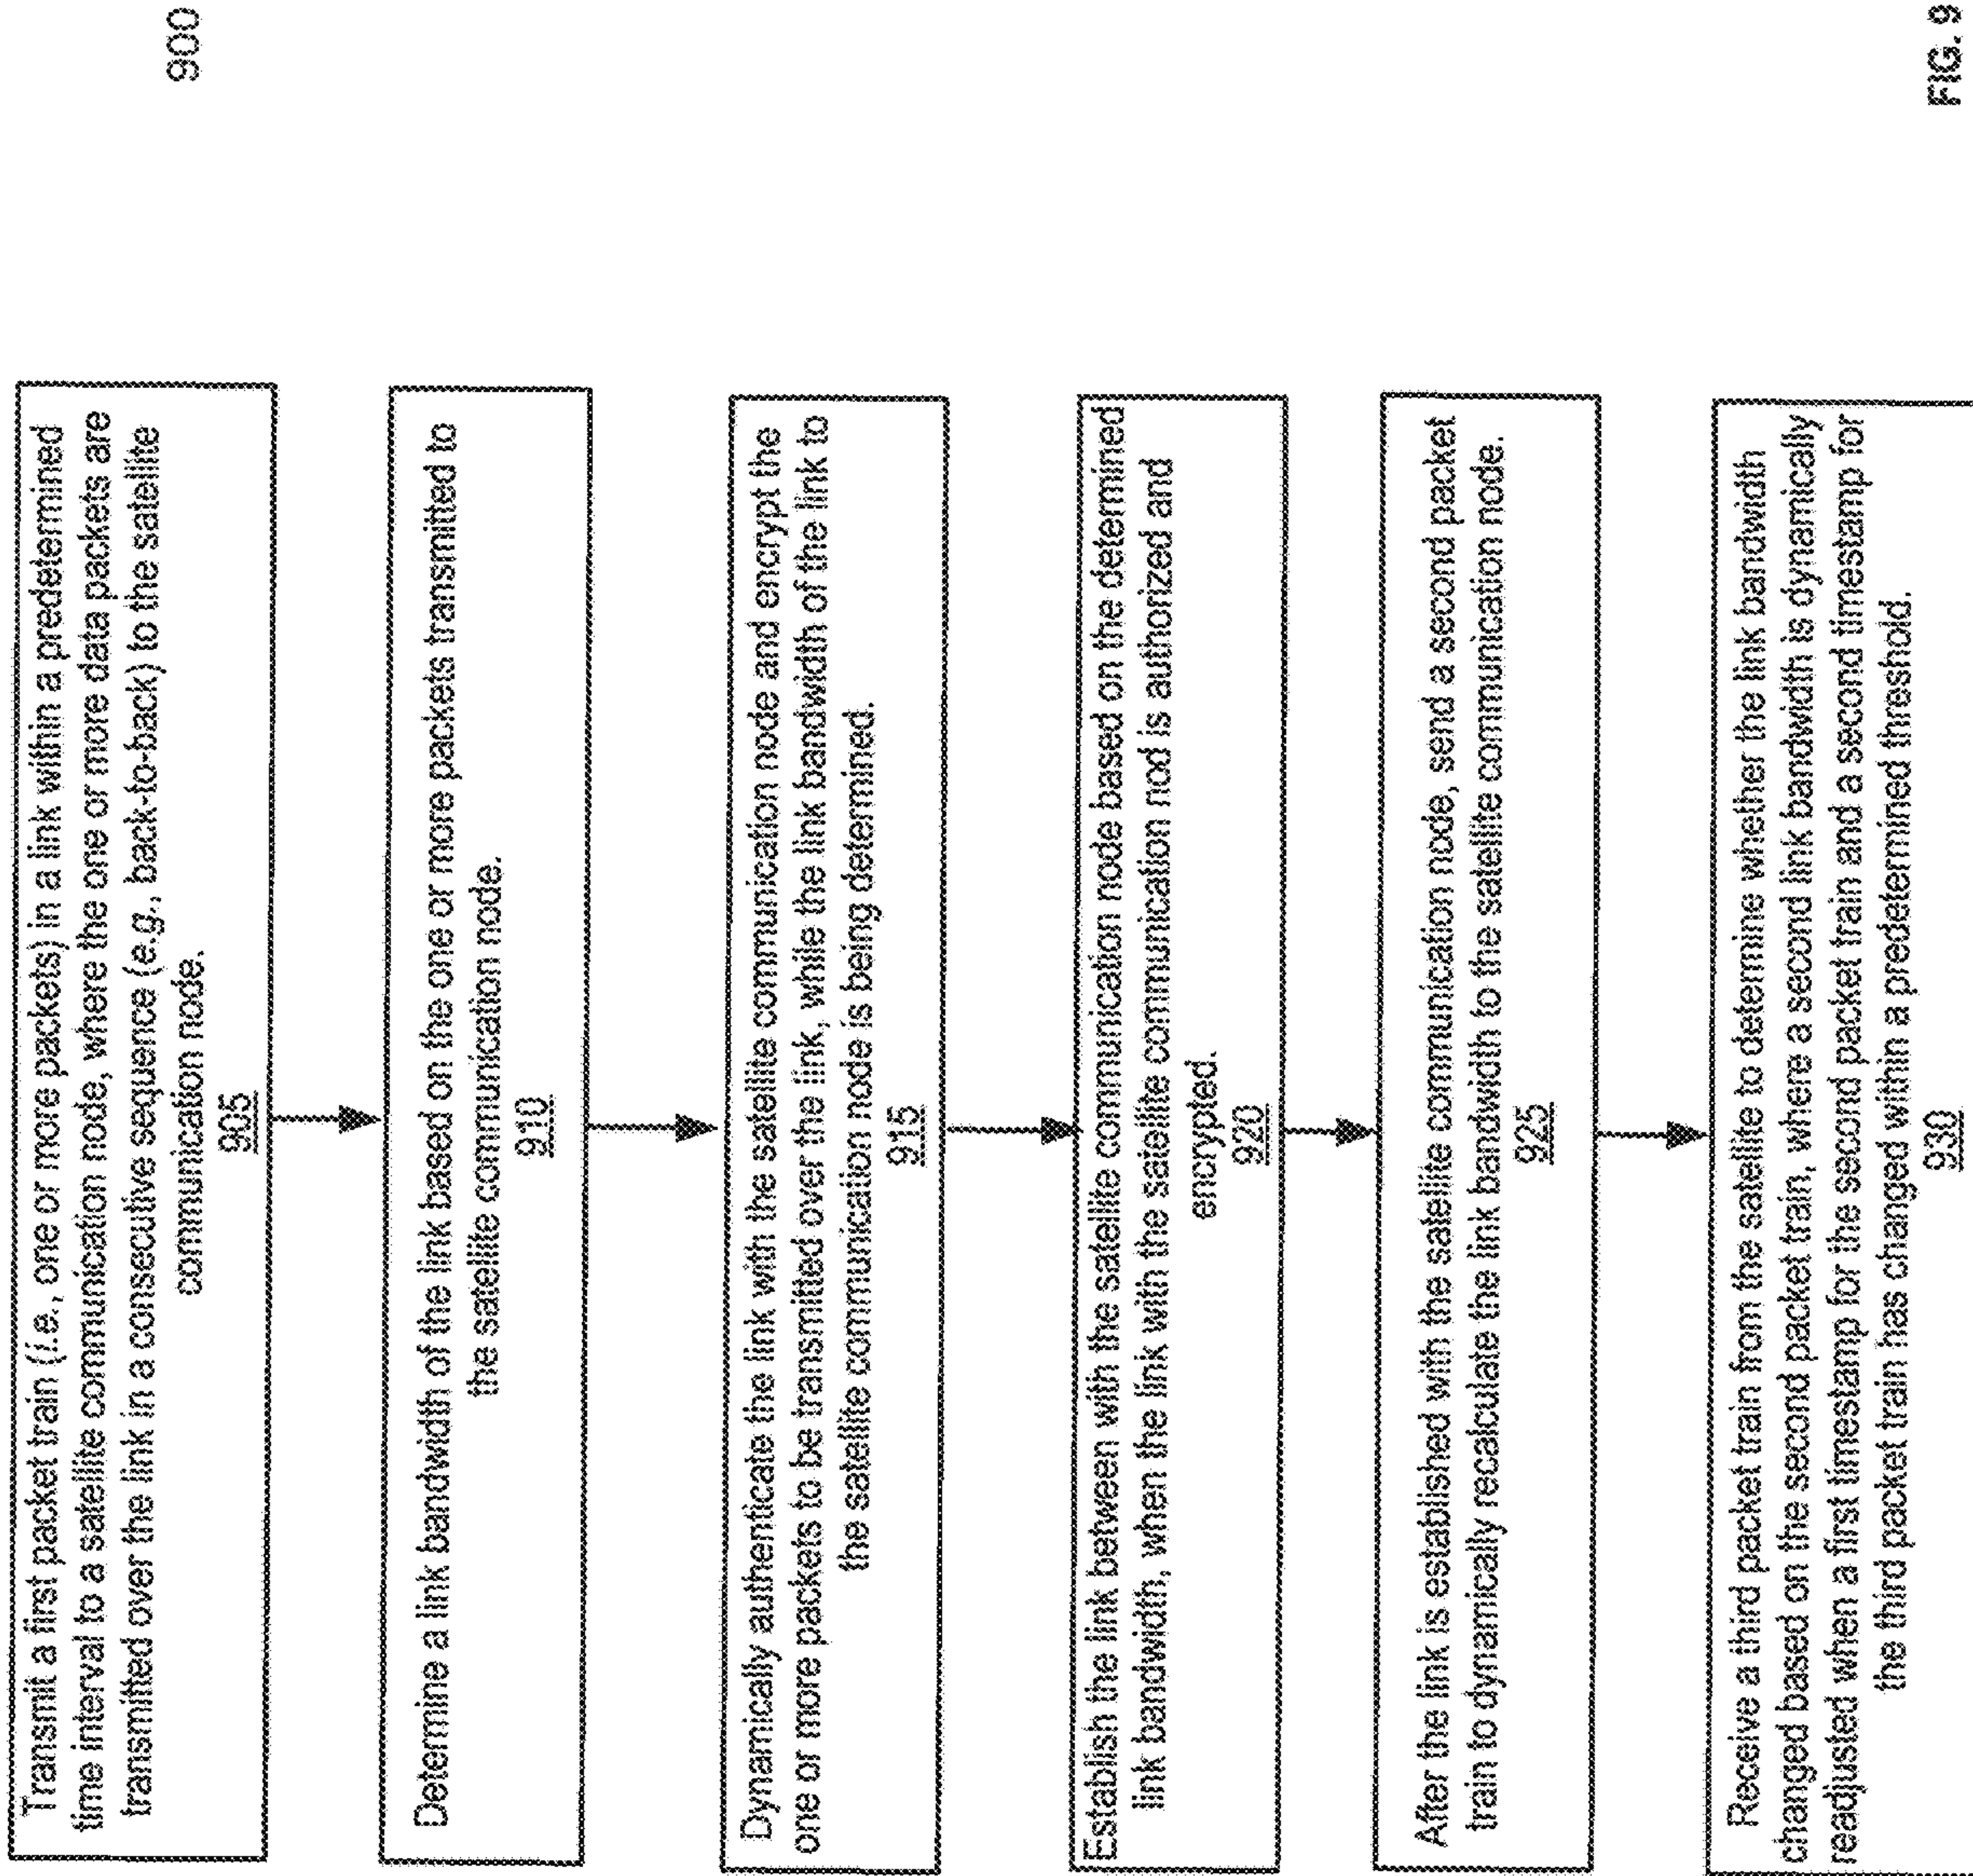 900
Transmit a first packet train (i.e., one or more packets) in a link within a predetermined
time interval to a satellite communication node, where the one or more data packets are
transmitted over the link in a consecutive sequence (e.g., back-to-back) to the satellite
communication node.
905
Determine a link bandwidth of the link based on the one or more packets transmitted to
the satellite communication node.
910
Dynamically authenticate the link with the satellite communication node and encrypt the
one or more packets to be transmitted over the link, while the link bandwidth of the link to
the satellite communication node is being determined.
915
Establish the link between with the satellite communication node based on the determined
link bandwidth, when the link with the satellite communication nod is authorized and
encrypted.
920
After the link is established with the satellite communication node, send a second packet
train to dynamically recalculate the link bandwidth to the satellite communication node.
925
Receive a third packet train from the satellite to determine whether the link bandwidth
changed based on the second packet train, where a second link bandwidth is dynamically
readjusted when a first timestamp for the second packet train and a second timestamp for
the third packet train has changed within a predetermined threshold.
930
FIG. 9